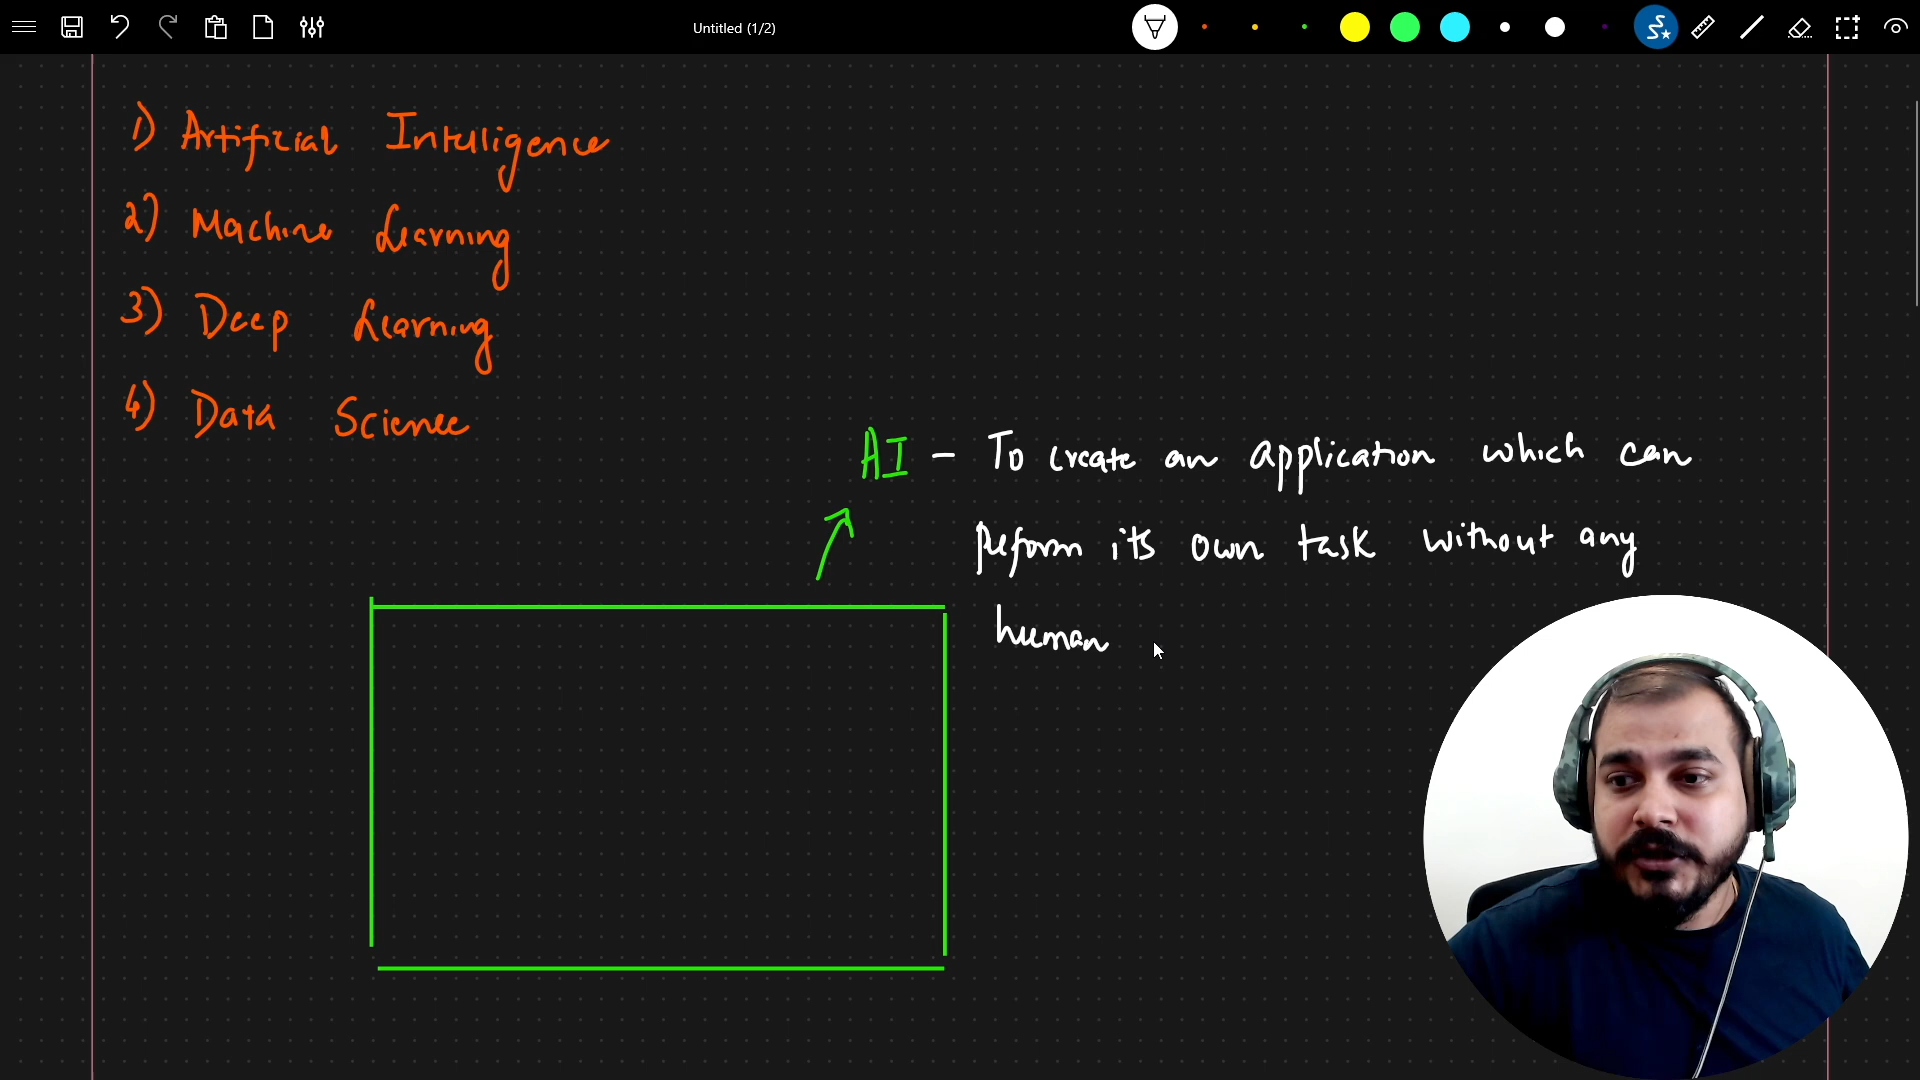 Untitled (1/2)
1) Artificial Intelligence
2) Machine Learning
3) Deep Learning
4) Data Science
AI - To create an application which can
peform its own task without any
human